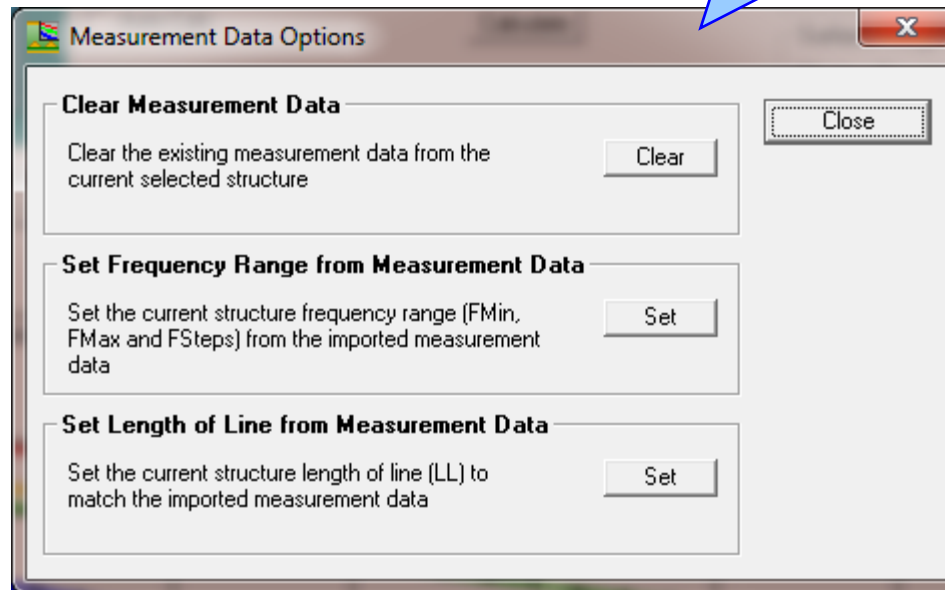 Measurement Data Options
Clear Measurement Data
Clear the existing measurement data from the
current selected structure
Clear
Close
Set Frequency Range from Measurement Data
Set the current structure frequency range (FMin,
FMax and FSteps) from the imported measurement
data
Set
Set Length of Line from Measurement Data
Set the current structure length of line (LL) to
match the imported measurement data
Set